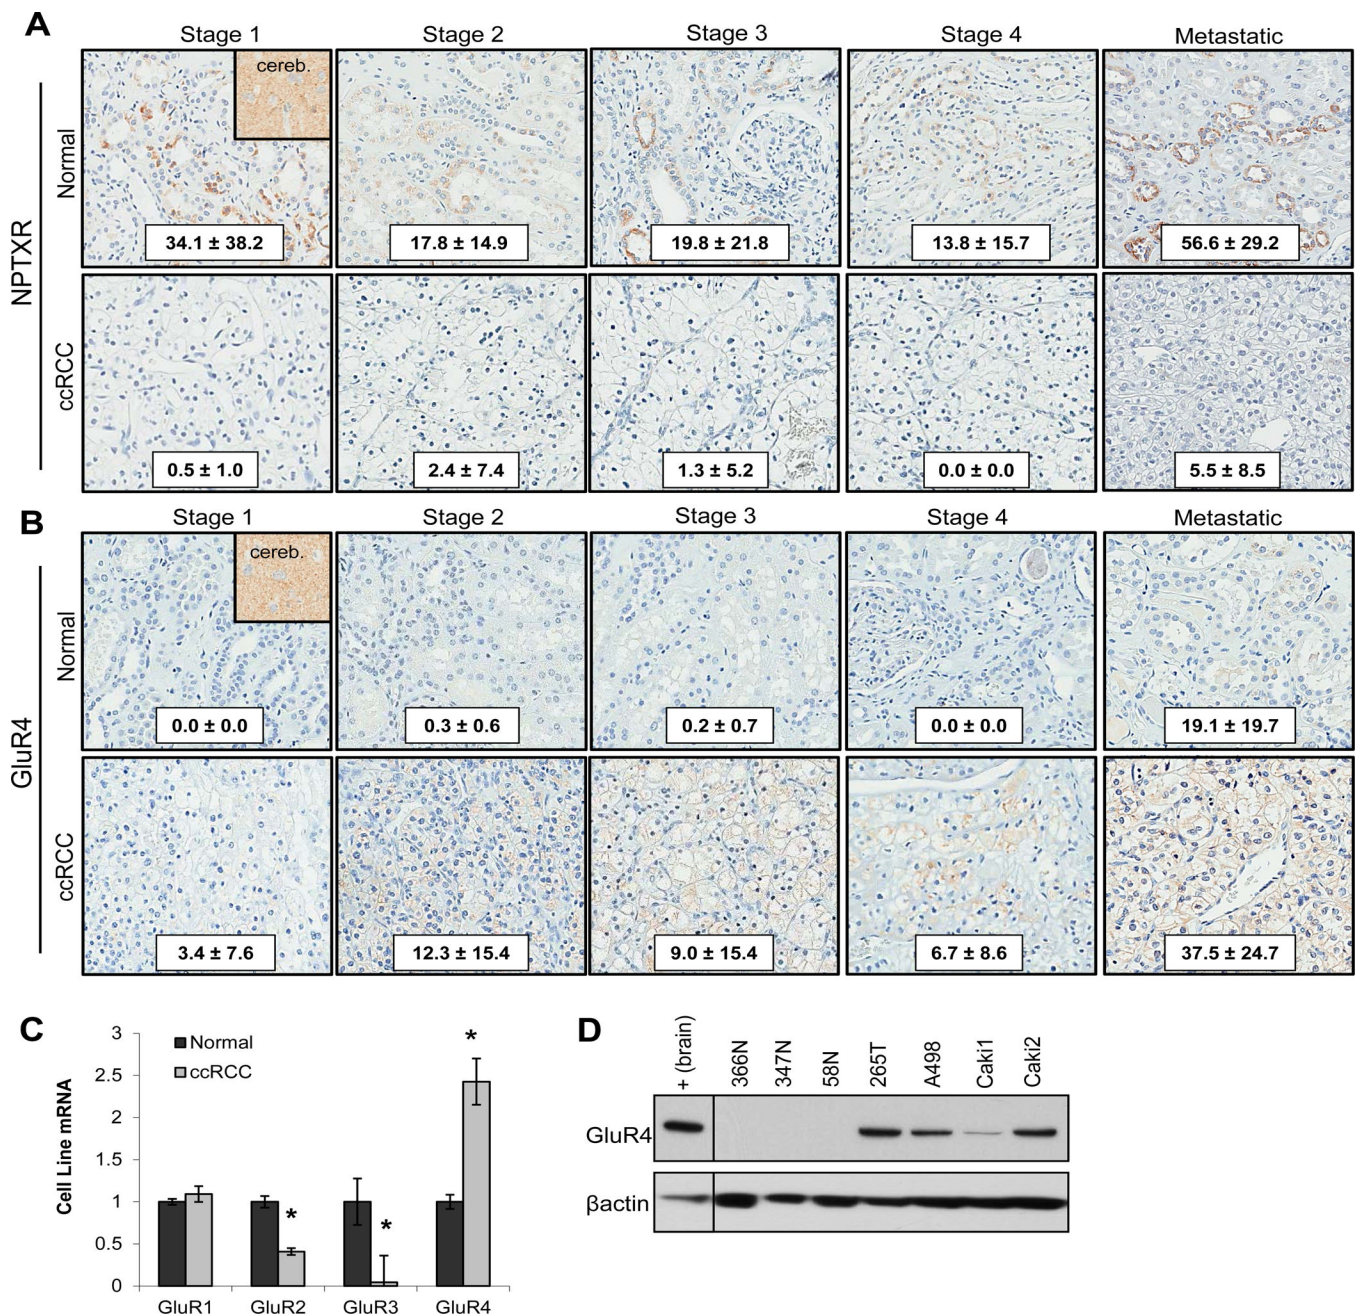 A
Stage 1 Stage 2 Stage 3 Stage 4 Metastatic
NPTXR
Normal
cereb.
34.1 ± 38.2 17.8 ± 14.9 19.8 ± 21.8 13.8 ± 15.7 56.6 ± 29.2
ccRCC
0.5 ± 1.0 2.4 ± 7.4 1.3 ± 5.2 0.0 ± 0.0 5.5 ± 8.5
B
Stage 1 Stage 2 Stage 3 Stage 4 Metastatic
GluR4
Normal
cereb.
0.0 ± 0.0 0.3 ± 0.6 0.2 ± 0.7 0.0 ± 0.0 19.1 ± 19.7
ccRCC
3.4 ± 7.6 12.3 ± 15.4 9.0 ± 15.4 6.7 ± 8.6 37.5 ± 24.7
C
Cell Line mRNA
3
2.5
2
1.5
1
0.5
0
Normal
ccRCC
*
*
*
GluR1 GluR2 GluR3 GluR4
D
+ (brain) 366N 347N 58N 265T A498 Caki1 Caki2
GluR4
βactin